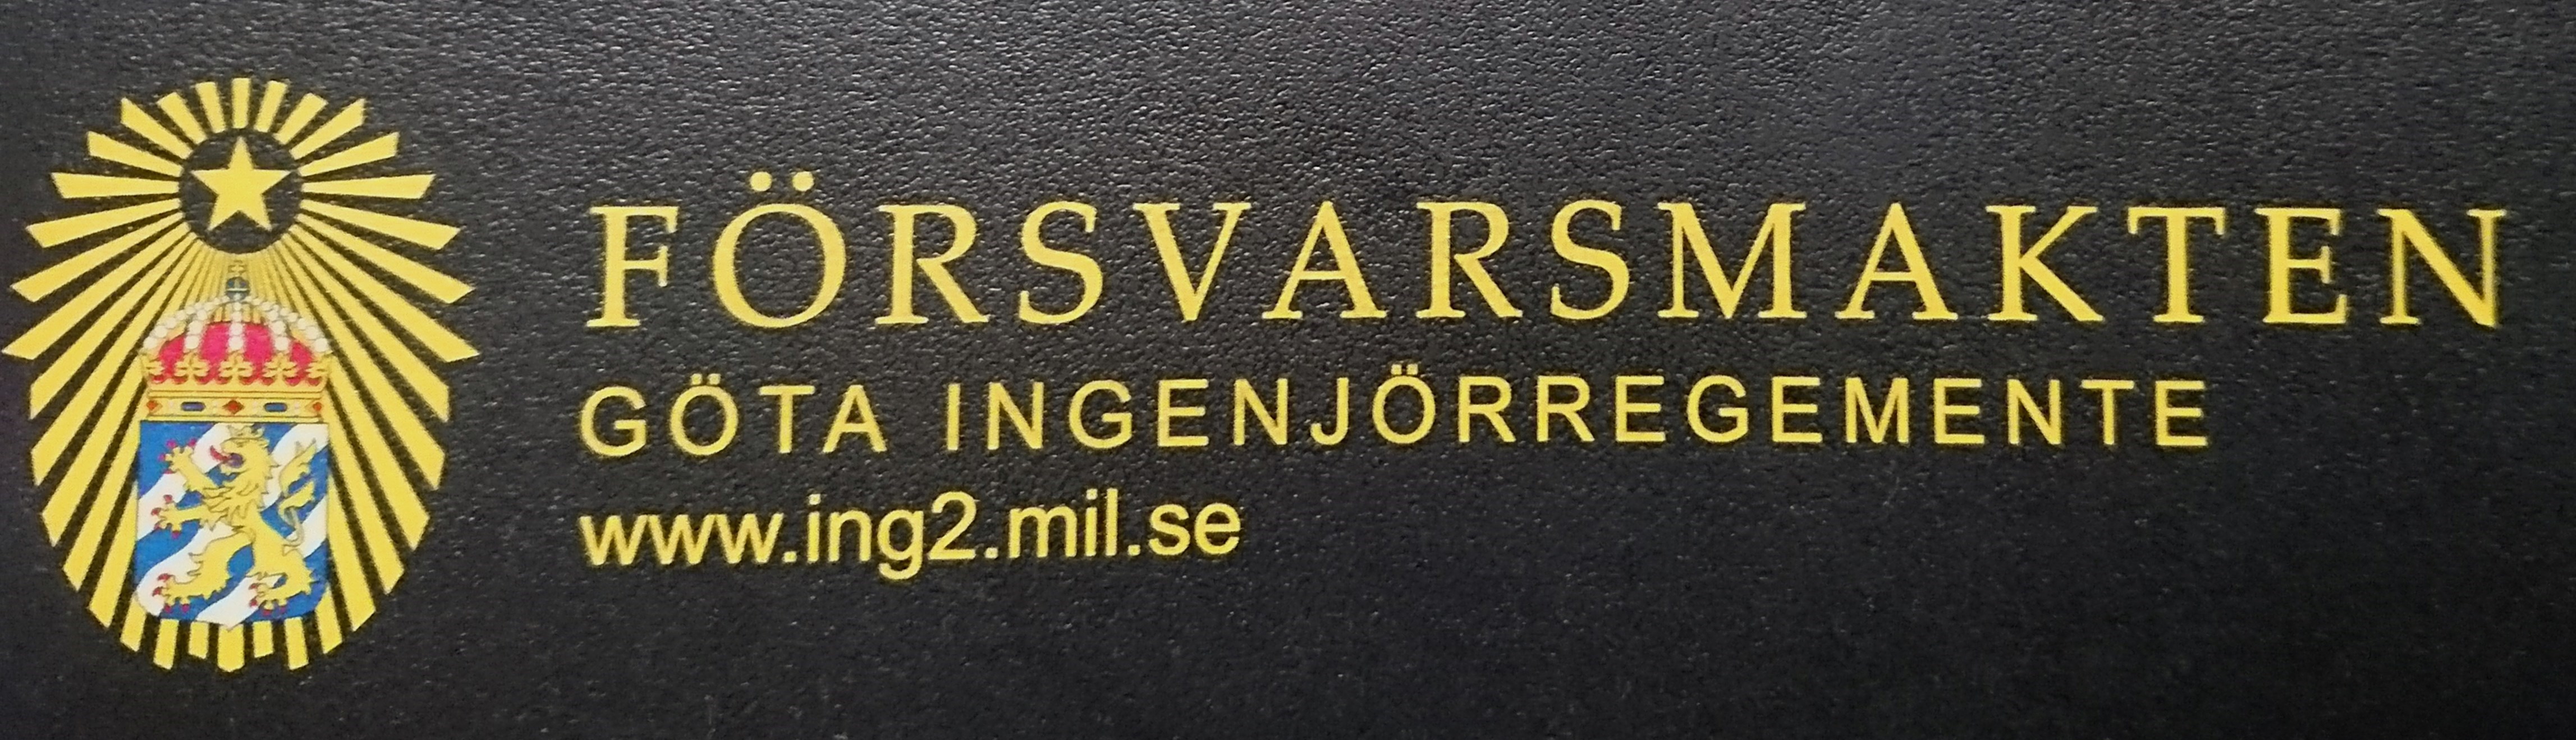 FÖRSVARSMAKTEN
GÖTA INGENJÖRREGEMENTE
www.ing2.mil.se